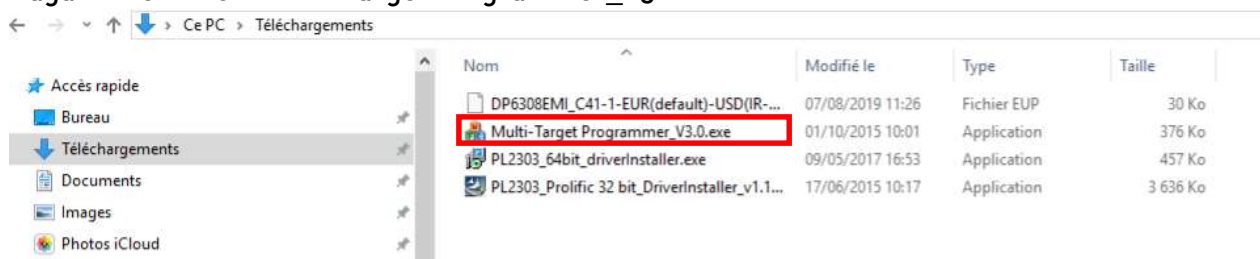 Ce PC > Téléchargements
Accès rapide
Bureau
Téléchargements
Documents
Images
Photos iCloud
Nom Modifié le Type Taille
DP6308EMI_C41-1-EUR(default)-USD(IR-... 07/08/2019 11:26 Fichier EUP 30 Ko
Multi-Target Programmer_V3.0.exe 01/10/2015 10:01 Application 376 Ko
PL2303_64bit_driverInstaller.exe 09/05/2017 16:53 Application 457 Ko
PL2303_Prolific 32 bit_DriverInstaller_v1.1... 17/06/2015 10:17 Application 3 636 Ko